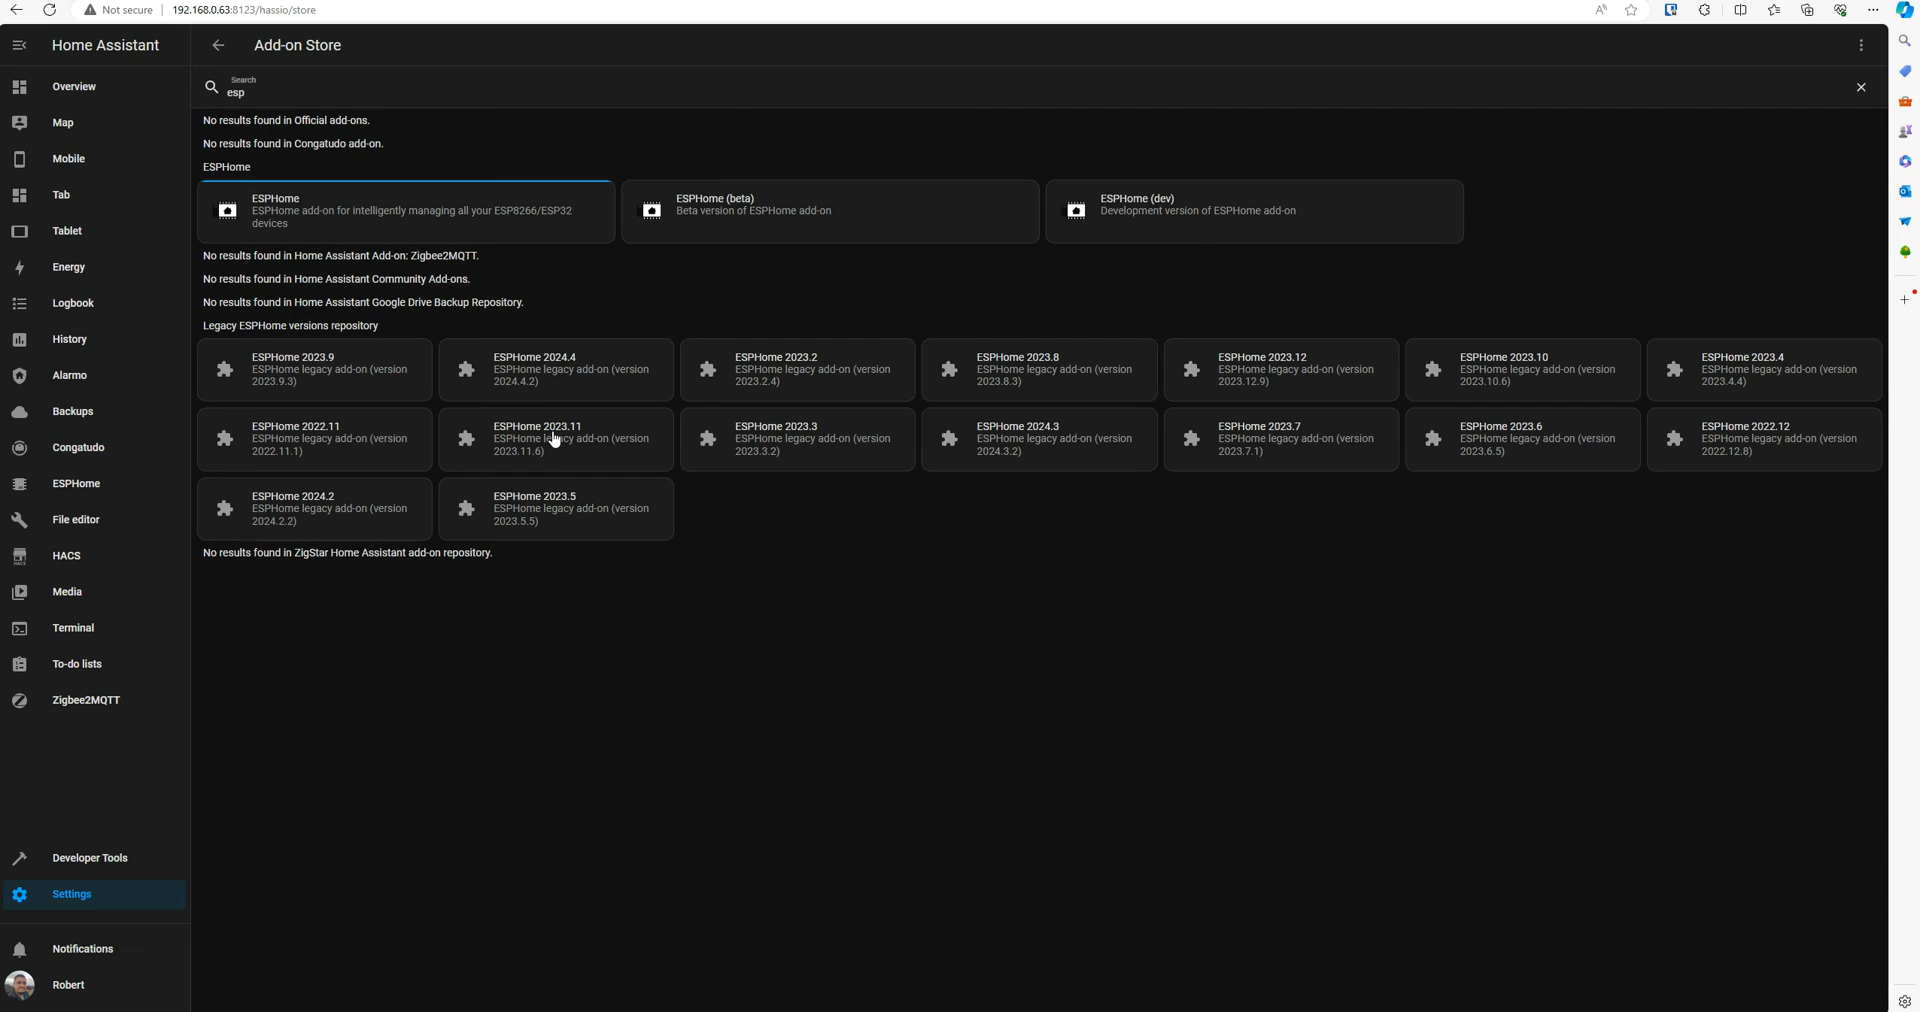 Not secure | 192.168.0.63:8123/hassio/store
Home Assistant
Add-on Store
Overview
Map
Mobile
Tab
Tablet
Energy
Logbook
History
Alarmo
Backups
Congatudo
ESPHome
File editor
HACS
Media
Terminal
To-do lists
Zigbee2MQTT
Developer Tools
Settings
Notifications
Robert
Search
esp
No results found in Official add-ons.
No results found in Congatudo add-on.
ESPHome
ESPHome
ESPHome add-on for intelligently managing all your ESP8266/ESP32
devices
ESPHome (beta)
Beta version of ESPHome add-on
ESPHome (dev)
Development version of ESPHome add-on
No results found in Home Assistant Add-on: Zigbee2MQTT.
No results found in Home Assistant Community Add-ons.
No results found in Home Assistant Google Drive Backup Repository.
Legacy ESPHome versions repository
ESPHome 2023.9
ESPHome legacy add-on (version
2023.9.3)
ESPHome 2024.4
ESPHome legacy add-on (version
2024.4.2)
ESPHome 2023.2
ESPHome legacy add-on (version
2023.2.4)
ESPHome 2023.8
ESPHome legacy add-on (version
2023.8.3)
ESPHome 2023.12
ESPHome legacy add-on (version
2023.12.9)
ESPHome 2023.10
ESPHome legacy add-on (version
2023.10.6)
ESPHome 2023.4
ESPHome legacy add-on (version
2023.4.4)
ESPHome 2022.11
ESPHome legacy add-on (version
2022.11.1)
ESPHome 2023.11
ESPHome legacy add-on (version
2023.11.6)
ESPHome 2023.3
ESPHome legacy add-on (version
2023.3.2)
ESPHome 2024.3
ESPHome legacy add-on (version
2024.3.2)
ESPHome 2023.7
ESPHome legacy add-on (version
2023.7.1)
ESPHome 2023.6
ESPHome legacy add-on (version
2023.6.5)
ESPHome 2022.12
ESPHome legacy add-on (version
2022.12.8)
ESPHome 2024.2
ESPHome legacy add-on (version
2024.2.2)
ESPHome 2023.5
ESPHome legacy add-on (version
2023.5.5)
No results found in ZigStar Home Assistant add-on repository.